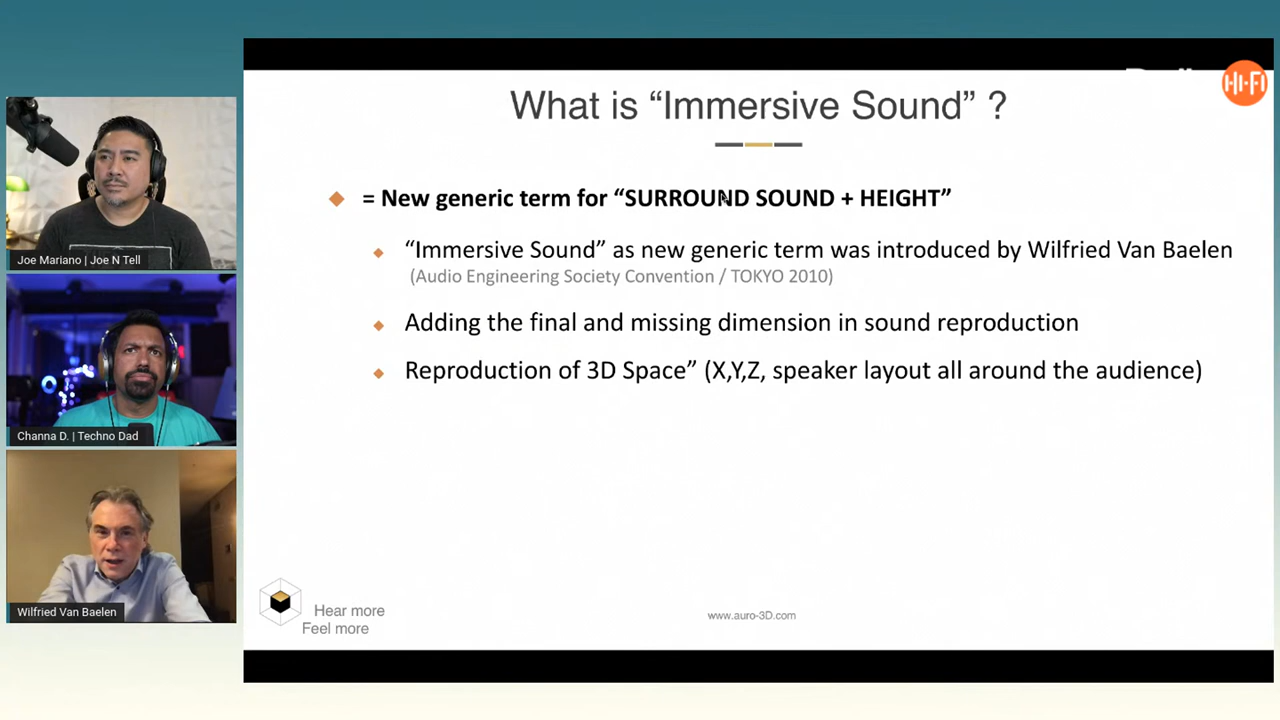 HI-FI
What is “Immersive Sound” ?
= New generic term for “SURROUND SOUND + HEIGHT”
“Immersive Sound” as new generic term was introduced by Wilfried Van Baelen
(Audio Engineering Society Convention / TOKYO 2010)
Adding the final and missing dimension in sound reproduction
Reproduction of 3D Space” (X,Y,Z, speaker layout all around the audience)
Hear more
Feel more
www.auro-3D.com
Joe Mariano | Joe N Tell
Channa D. | Techno Dad
Wilfried Van Baelen